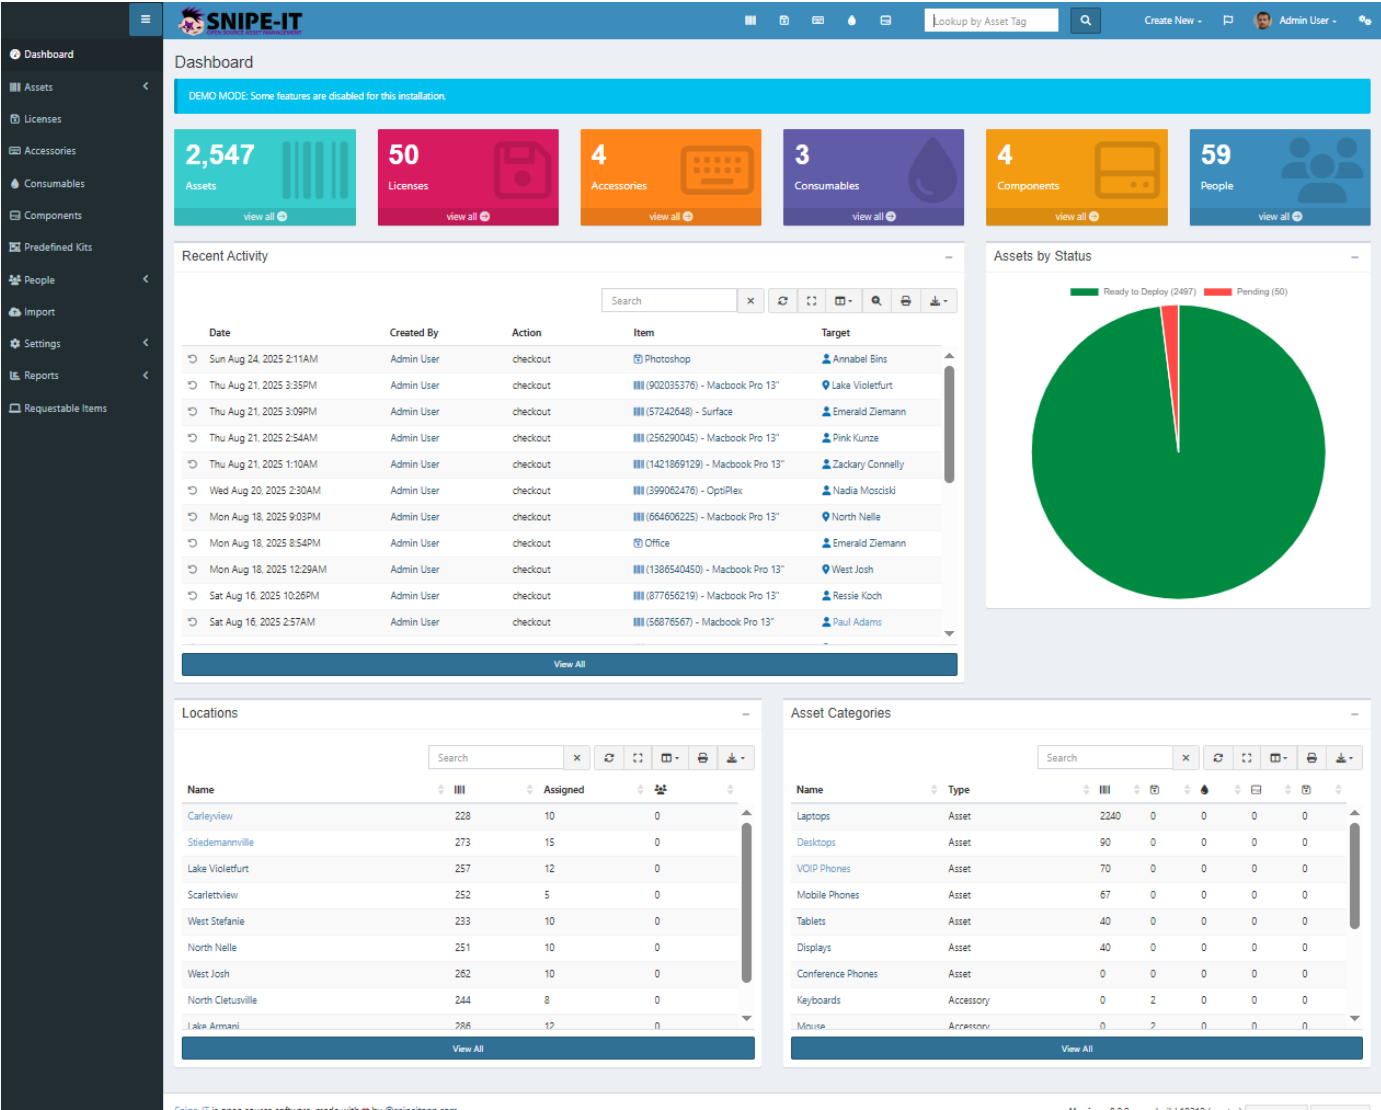 SNIPE-IT
OPEN SOURCE ASSET MANAGEMENT
Lookup by Asset Tag
Create New
Admin User
Dashboard
Assets
Licenses
Accessories
Consumables
Components
Predefined Kits
People
Import
Settings
Reports
Requestable Items
Dashboard
DEMO MODE: Some features are disabled for this installation.
2,547
Assets
view all
50
Licenses
view all
4
Accessories
view all
3
Consumables
view all
4
Components
view all
59
People
view all
Recent Activity
Search
Date Created By Action Item Target
Sun Aug 24, 2025 2:11AM Admin User checkout Photoshop Annabel Bins
Thu Aug 21, 2025 3:35PM Admin User checkout (902035376) - Macbook Pro 13" Lake Violetfurt
Thu Aug 21, 2025 3:09PM Admin User checkout (57242648) - Surface Emerald Ziemann
Thu Aug 21, 2025 2:54AM Admin User checkout (256290045) - Macbook Pro 13" Pink Kunze
Thu Aug 21, 2025 1:10AM Admin User checkout (1421869129) - Macbook Pro 13" Zackary Connelly
Wed Aug 20, 2025 2:30AM Admin User checkout (399062476) - OptiPlex Nadia Mosciski
Mon Aug 18, 2025 9:03PM Admin User checkout (664606225) - Macbook Pro 13" North Nelle
Mon Aug 18, 2025 8:54PM Admin User checkout Office Emerald Ziemann
Mon Aug 18, 2025 12:29AM Admin User checkout (1386540450) - Macbook Pro 13" West Josh
Sat Aug 16, 2025 10:26PM Admin User checkout (877656219) - Macbook Pro 13" Ressie Koch
Sat Aug 16, 2025 2:57AM Admin User checkout (56876567) - Macbook Pro 13" Paul Adams
View All
Assets by Status
Ready to Deploy (2497) Pending (50)
Locations
Search
Name Assigned
Carleyview 228 10 0
Stiedemannville 273 15 0
Lake Violetfurt 257 12 0
Scarlettview 252 5 0
West Stefanie 233 10 0
North Nelle 251 10 0
West Josh 262 10 0
North Cletusville 244 8 0
Lake Armani 286 12 0
View All
Asset Categories
Search
Name Type
Laptops Asset 2240 0 0 0 0
Desktops Asset 90 0 0 0 0
VOIP Phones Asset 70 0 0 0 0
Mobile Phones Asset 67 0 0 0 0
Tablets Asset 40 0 0 0 0
Displays Asset 40 0 0 0 0
Conference Phones Asset 0 0 0 0 0
Keyboards Accessory 0 2 0 0 0
Mouse Accessory 0 2 0 0 0
View All